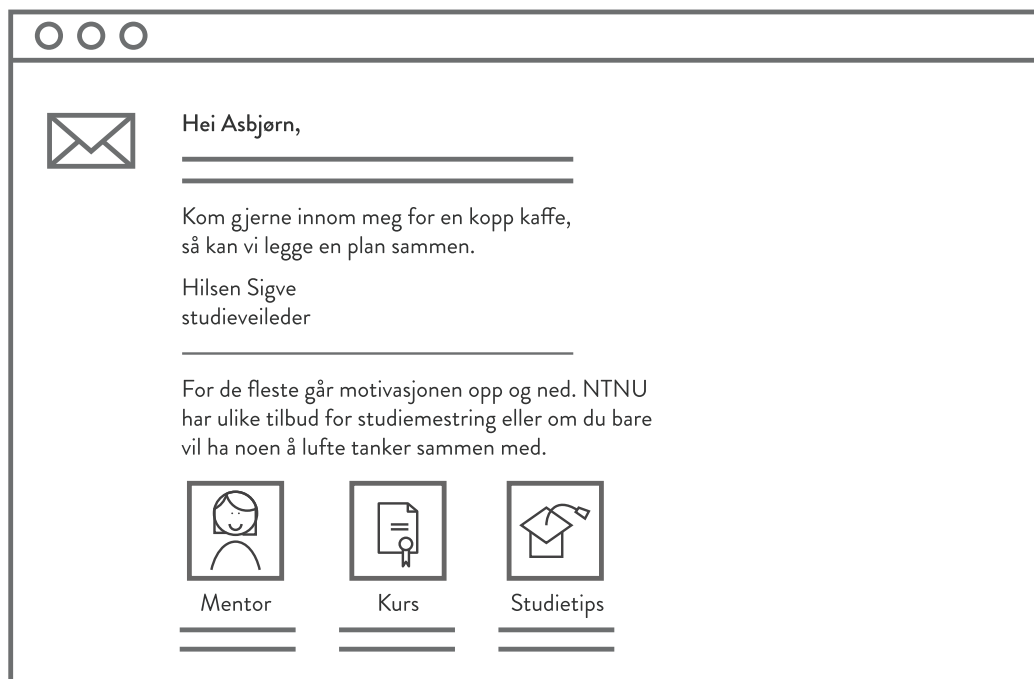 Hei Asbjørn,
Kom gjerne innom meg for en kopp kaffe,
så kan vi legge en plan sammen.
Hilsen Sigve
studieveileder
For de fleste går motivasjonen opp og ned. NTNU
har ulike tilbud for studiemestring eller om du bare
vil ha noen å lufte tanker sammen med.
Mentor
Kurs
Studietips